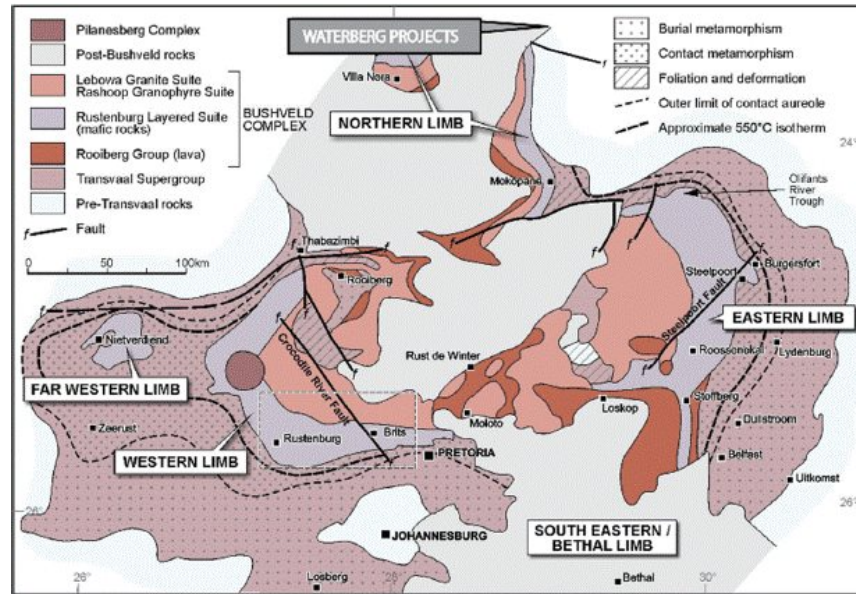 Pilanesberg Complex
Post-Bushveld rocks
Lebowa Granite Suite
Rashoop Granophyre Suite
Rustenburg Layered Suite
(mafic rocks)
Rooiberg Group (lava)
BUSHVELD
COMPLEX
Transvaal Supergroup
Pre-Transvaal rocks
f Fault
0 50 100km
WATERBERG PROJECTS
Burial metamorphism
Contact metamorphism
Foliation and deformation
Outer limit of contact aureole
Approximate 550°C isotherm
Villa Nora
f
NORTHERN LIMB
24°
Mokopane
Olifants
River
Trough
f
f
f
f
Thabazimbi
f
f
Rooiberg
Steelpoort
f
Burgersfort
Steelpoort Fault
EASTERN LIMB
f
Nietverdiend
Crocodile River Fault
f
Rust de Winter
f
Roossenekal
Lydenburg
FAR WESTERN LIMB
Stoffberg
Loskop
Moloto
Dullstroom
Zeerust
Rustenburg
Brits
WESTERN LIMB
PRETORIA
Belfast
Uitkomst
26°
26°
JOHANNESBURG
SOUTH EASTERN /
BETHAL LIMB
Losberg
Bethal
26°
28°
30°